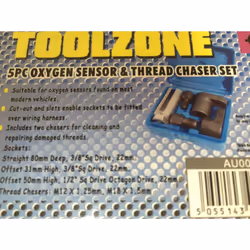 TOOLZONE
5PC OXYGEN SENSOR & THREAD CHASER SET
• Suitable for oxygen sensors found on most
modern vehicles.
• Cut-out and slots enable sockets to be fitted
over wiring harness.
• Includes two chasers for cleaning and
repairing damaged threads.
Sockets:
Straight 80mm Deep, 3/8"Sq Drive, 22mm.
Offset 31mm High, 3/8"Sq Drive, 22mm.
Offset 50mm High, 1/2" Sq Drive Octagon Drive, 22mm
Thread Chasers: M12 X 1.25mm, M18 X 1.5mm
AU00
5 055143